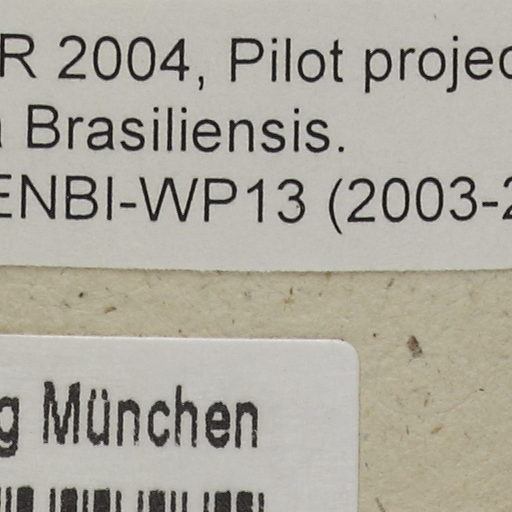 R 2004, Pilot projec
a Brasiliensis.
ENBI-WP13 (2003-2
g München